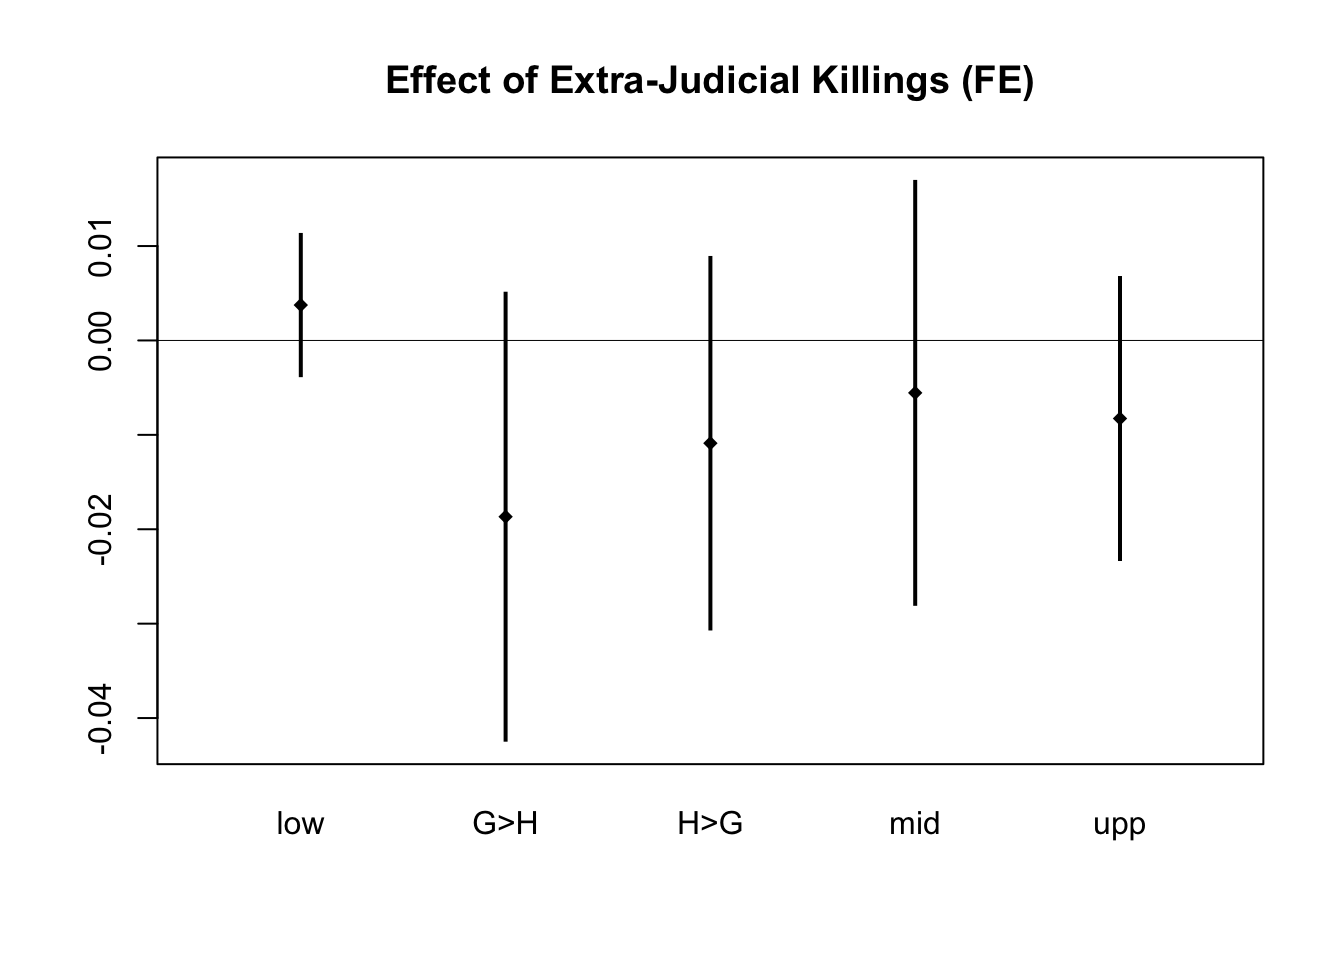 Effect of Extra-Judicial Killings (FE)
0.01
0.00
-0.02
-0.04
low G>H H>G mid upp